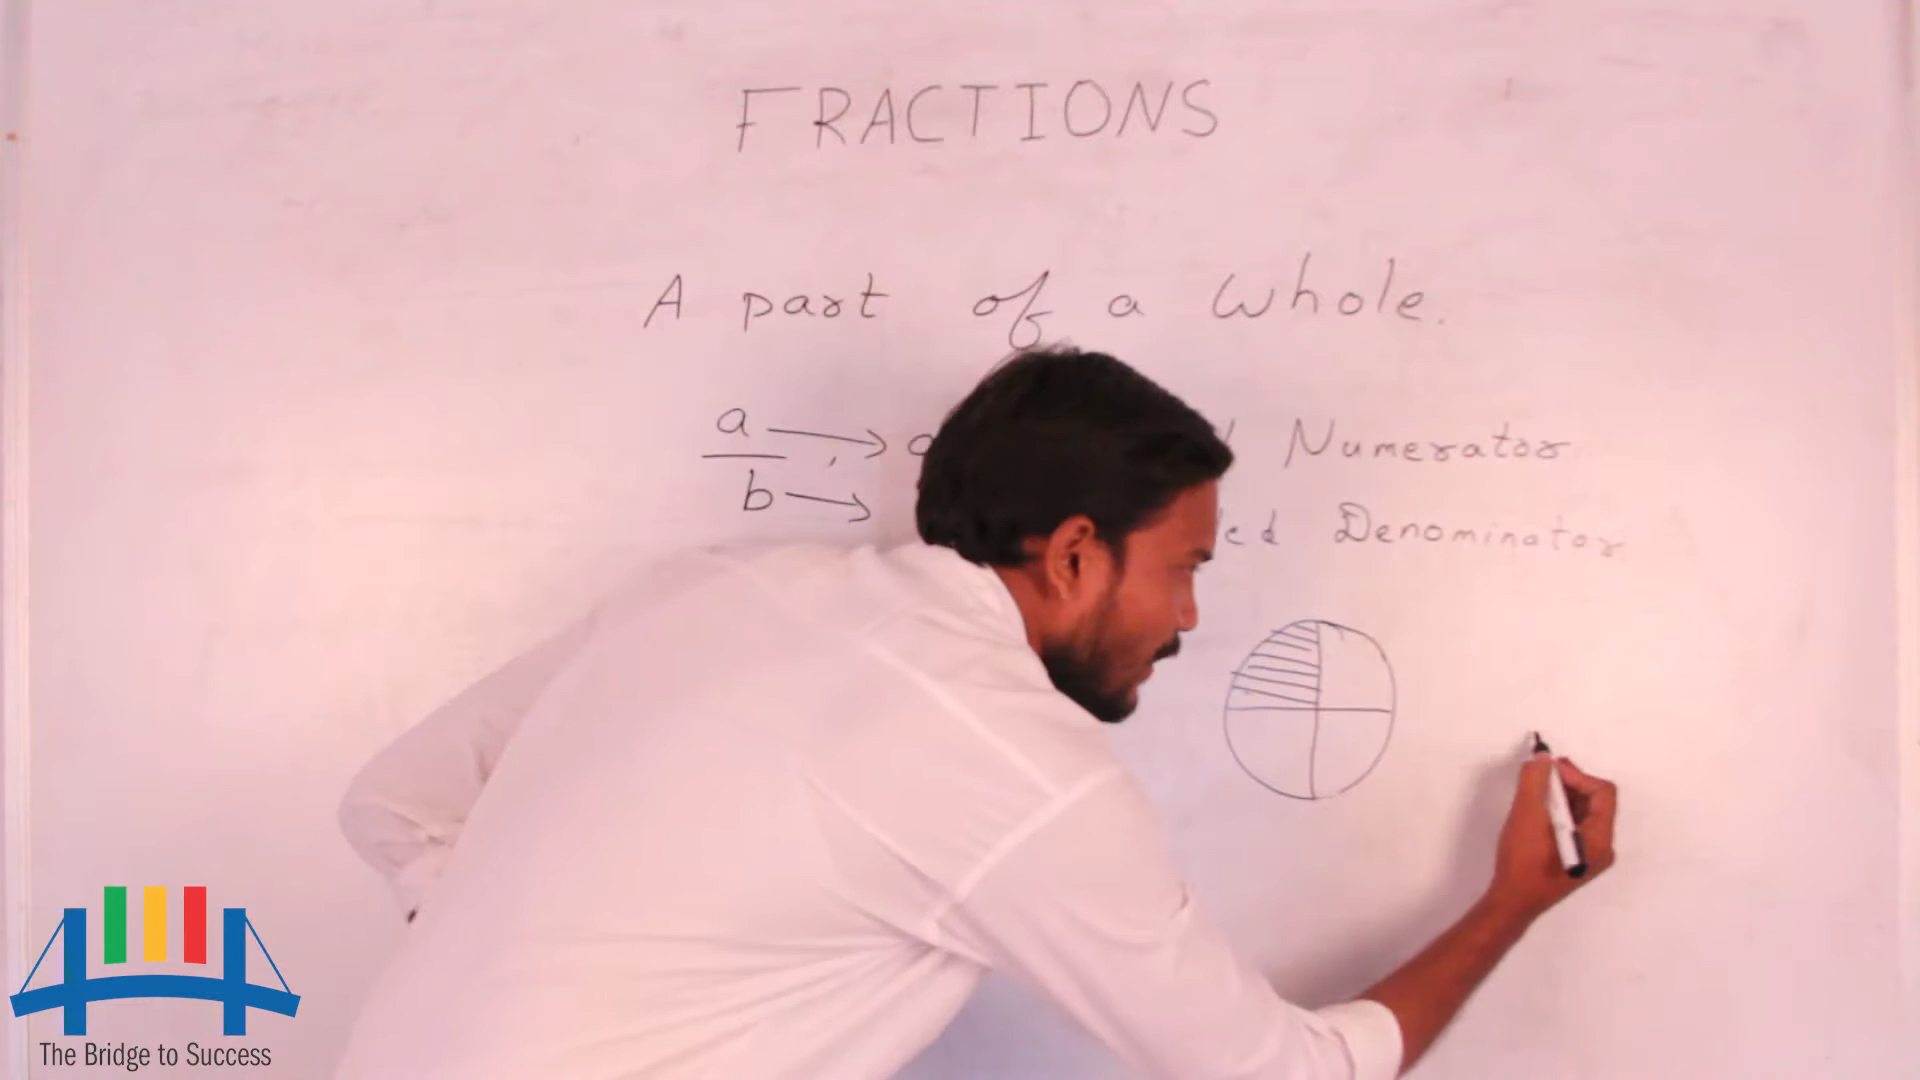 FRACTIONS
A part of a whole.
a
b
Numerator
Denominator
The Bridge to Success